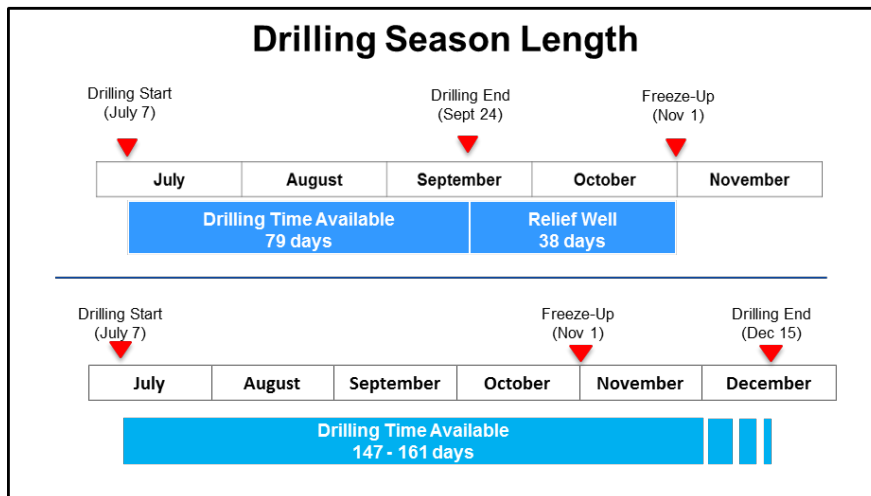 Drilling Season Length
Drilling Start
(July 7)
Drilling End
(Sept 24)
Freeze-Up
(Nov 1)
July August September October November
Drilling Time Available
79 days
Relief Well
38 days
Drilling Start
(July 7)
Freeze-Up
(Nov 1)
Drilling End
(Dec 15)
July August September October November December
Drilling Time Available
147 - 161 days